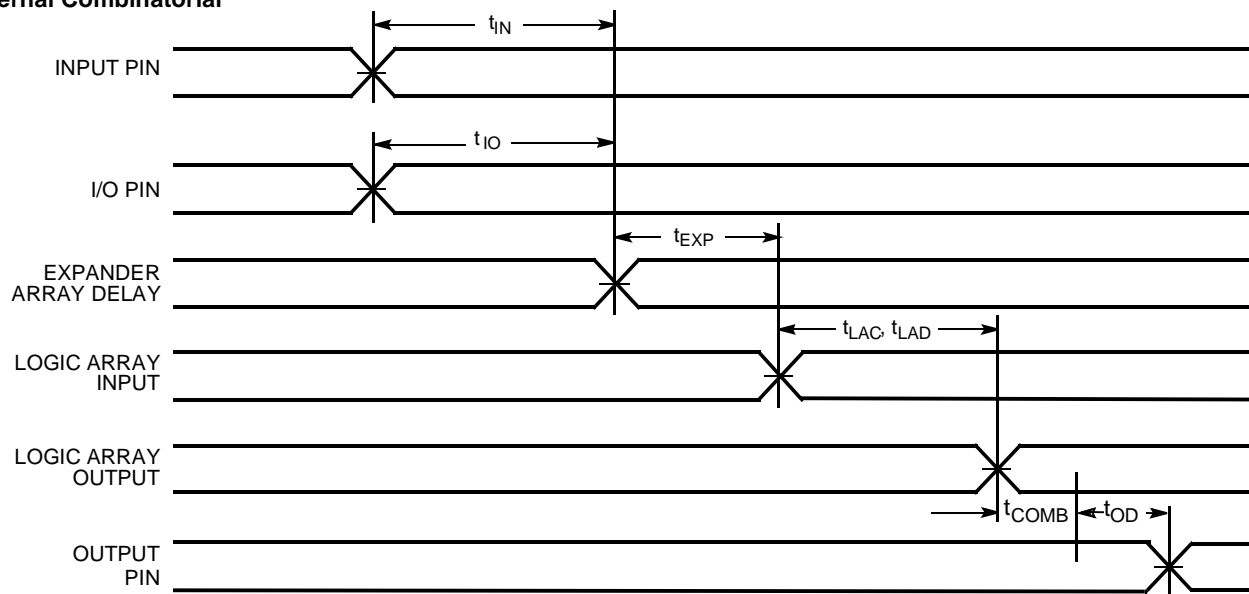 ernal Combinatorial
tIN
INPUT PIN
tIO
I/O PIN
tEXP
EXPANDER
ARRAY DELAY
tLAC, tLAD
LOGIC ARRAY
INPUT
LOGIC ARRAY
OUTPUT
tCOMB tOD
OUTPUT
PIN